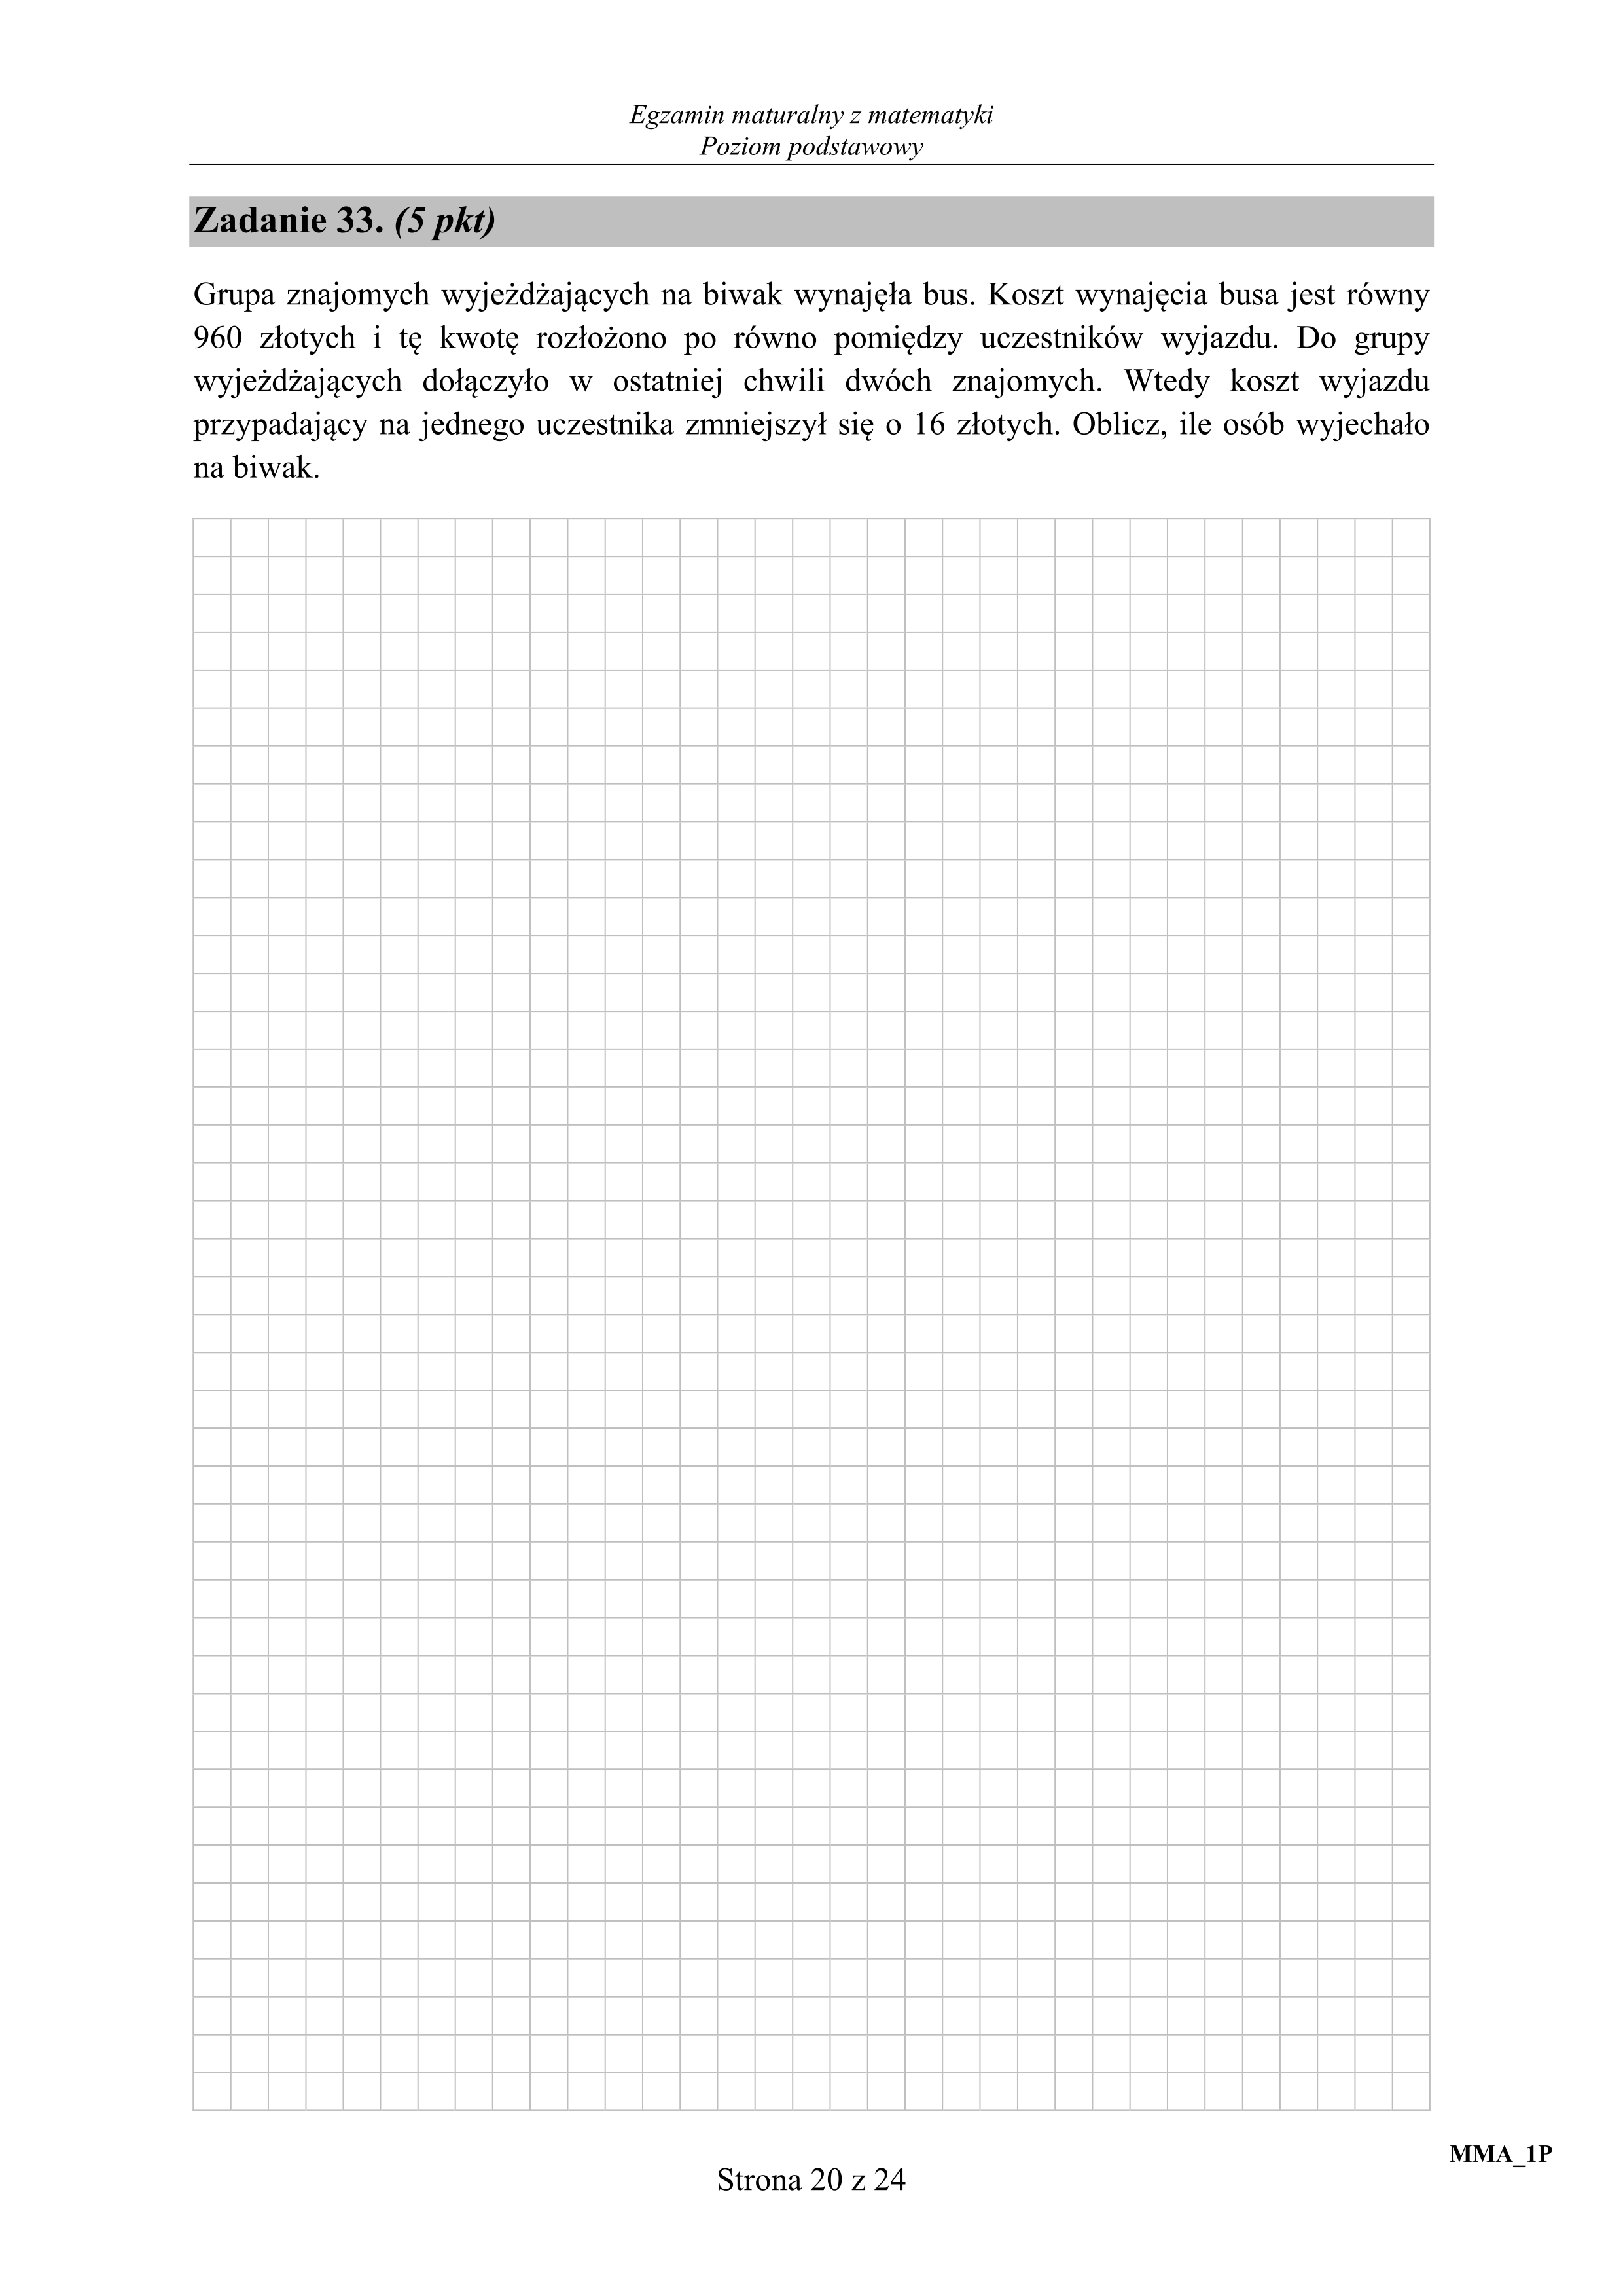 Egzamin maturalny z matematyki
Poziom podstawowy
Zadanie 33. (5 pkt)
Grupa znajomych wyjeżdżających na biwak wynajęła bus. Koszt wynajęcia busa jest równy
960 złotych i tę kwotę rozłożono po równo pomiędzy uczestników wyjazdu. Do grupy
wyjeżdżających dołączyło w ostatniej chwili dwóch znajomych. Wtedy koszt wyjazdu
przypadający na jednego uczestnika zmniejszył się o 16 złotych. Oblicz, ile osób wyjechało
na biwak.
MMA_1P
Strona 20 z 24